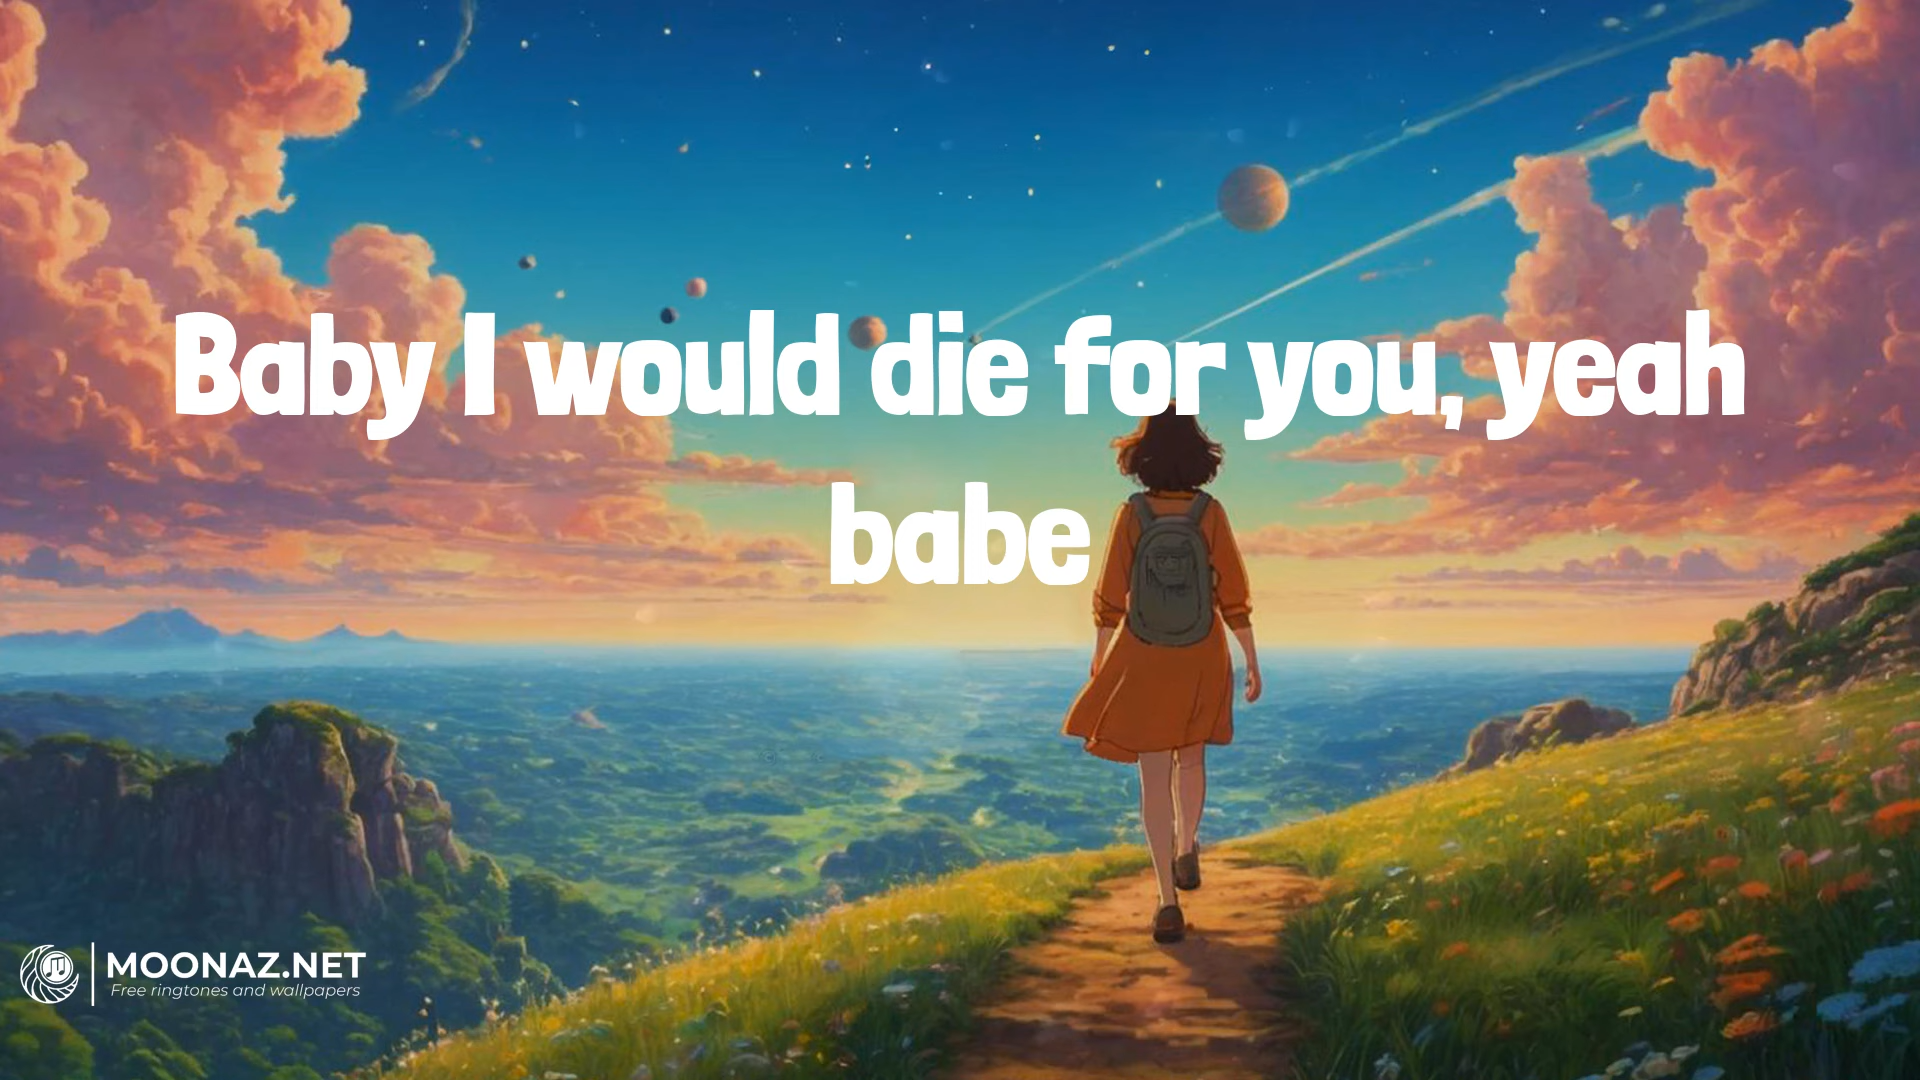 Baby I would die for you, yeah
babe
MOONAZ.NET
Free ringtones and wallpapers